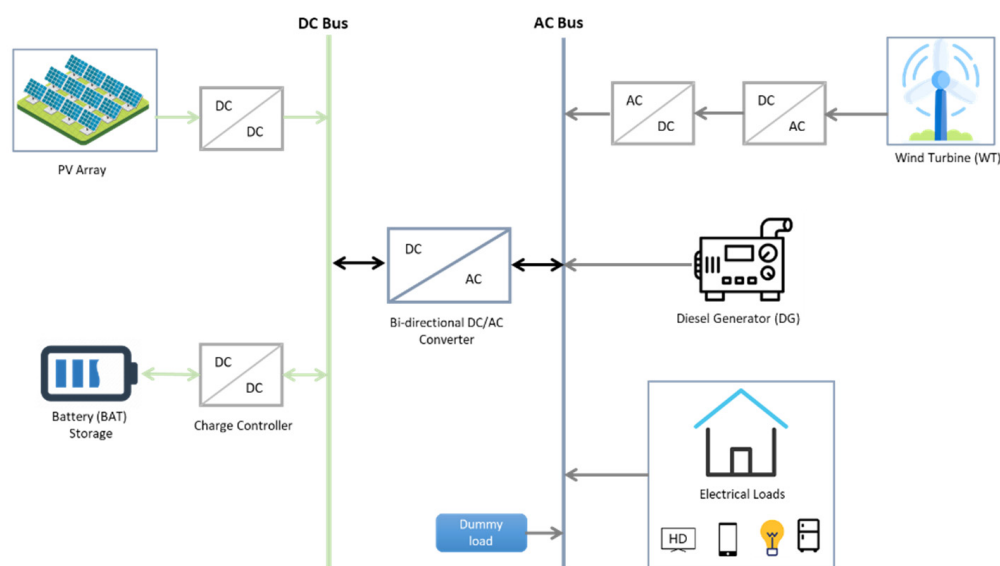 DC Bus
AC Bus
DC
DC
PV Array
AC
DC
DC
AC
Wind Turbine (WT)
DC
AC
Bi-directional DC/AC
Converter
Diesel Generator (DG)
DC
DC
Battery (BAT)
Storage
Charge Controller
Electrical Loads
Dummy
load
HD